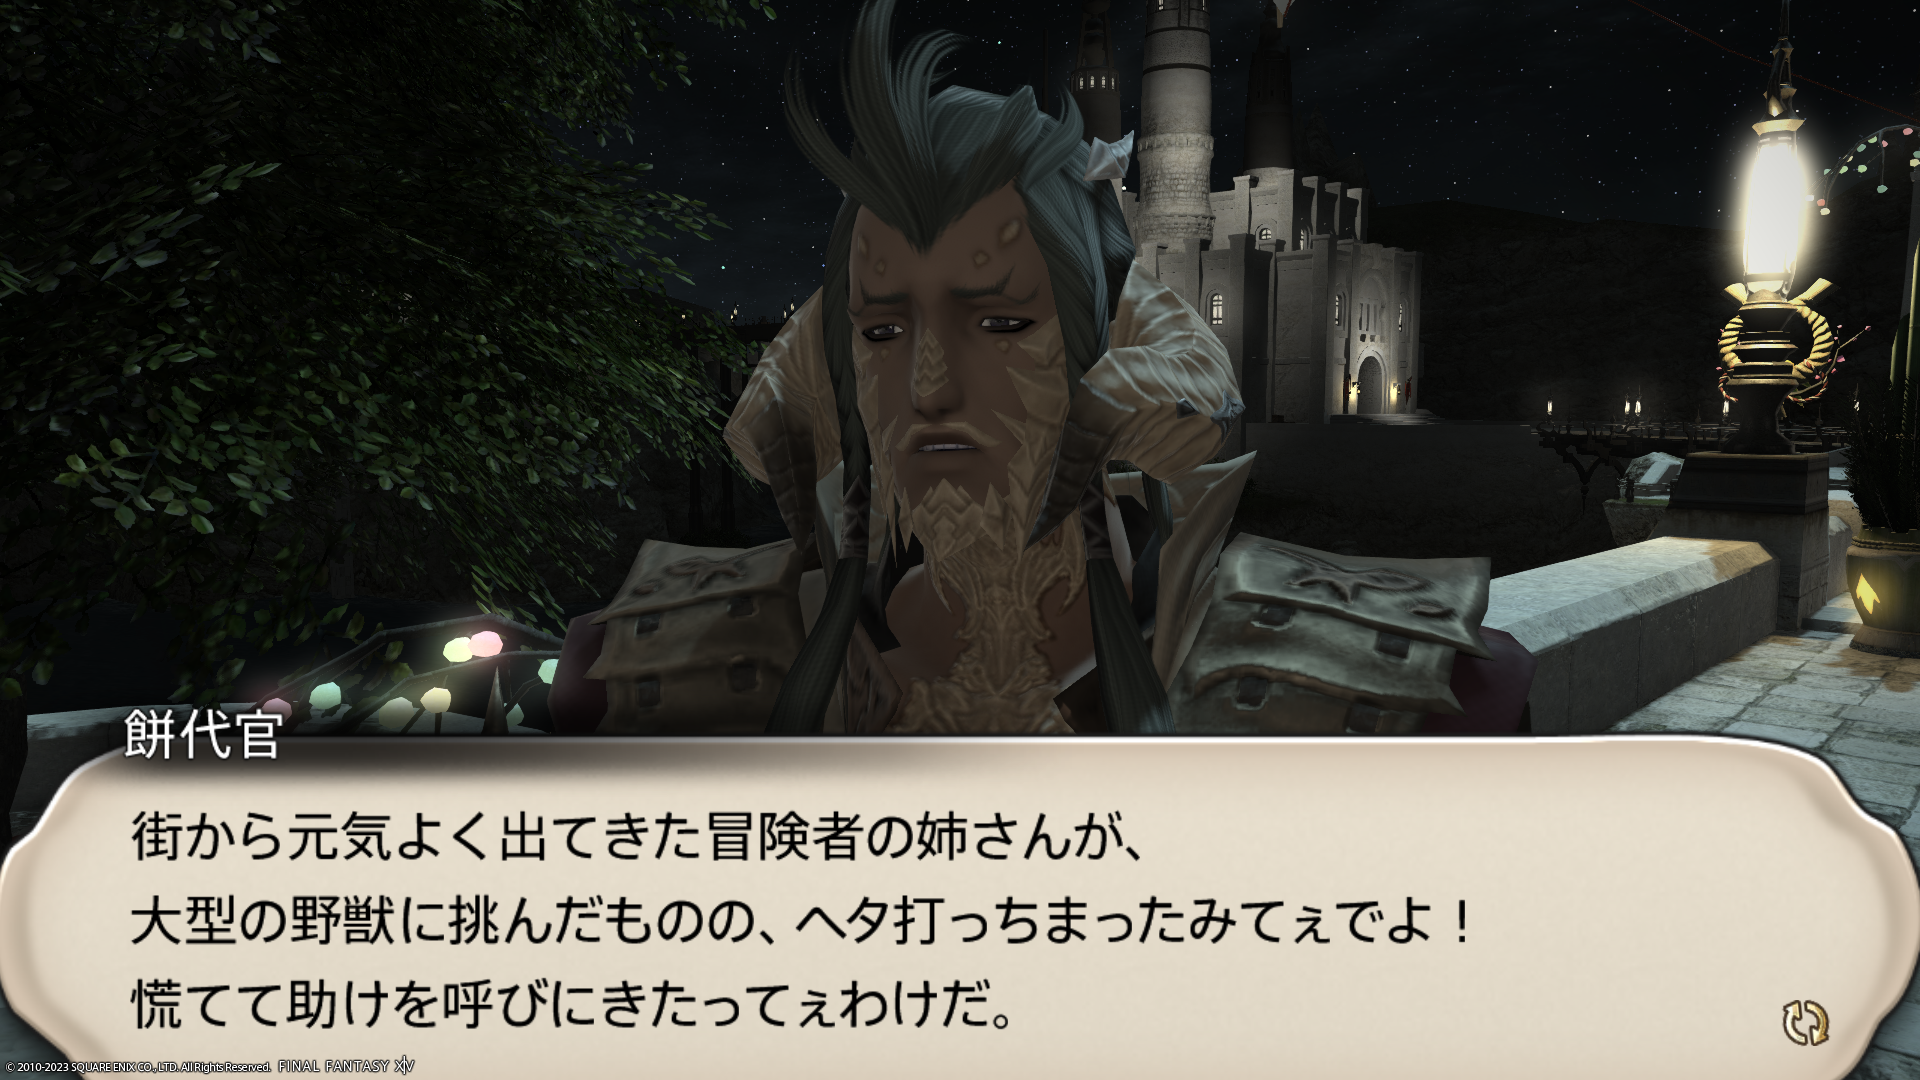 餅代官
街から元気よく出てきた冒険者の姉さんが、
大型の野獣に挑んだものの、ヘタ打っちまったみてぇでよ！
慌てて助けを呼びにきたってぇわけだ。
© 2010-2023 SQUARE ENIX CO., LTD. All Rights Reserved. FINAL FANTASY XIV